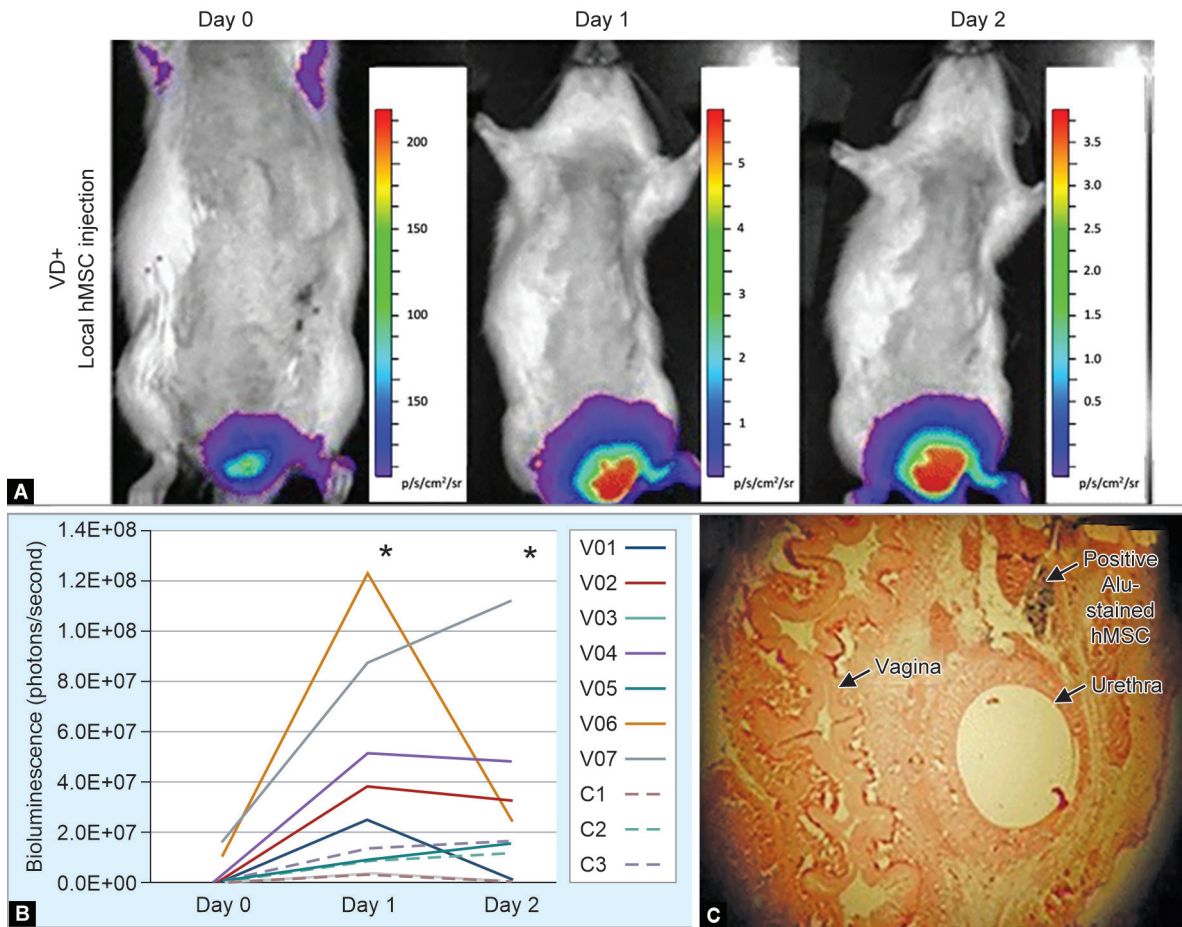 Day 0
Day 1
Day 2
VD+
Local hMSC injection
200
150
100
150
p/s/cm²/sr
5
4
3
2
1
p/s/cm²/sr
3.5
3.0
2.5
2.0
1.5
1.0
0.5
p/s/cm²/sr
A
1.4E+08
1.2E+08
1.0E+08
8.0E+07
6.0E+07
4.0E+07
2.0E+07
0.0E+00
Bioluminescence (photons/second)
*
*
Day 0
Day 1
Day 2
V01
V02
V03
V04
V05
V06
V07
C1
C2
C3
B
Positive
Alu-
stained
hMSC
Vagina
Urethra
C